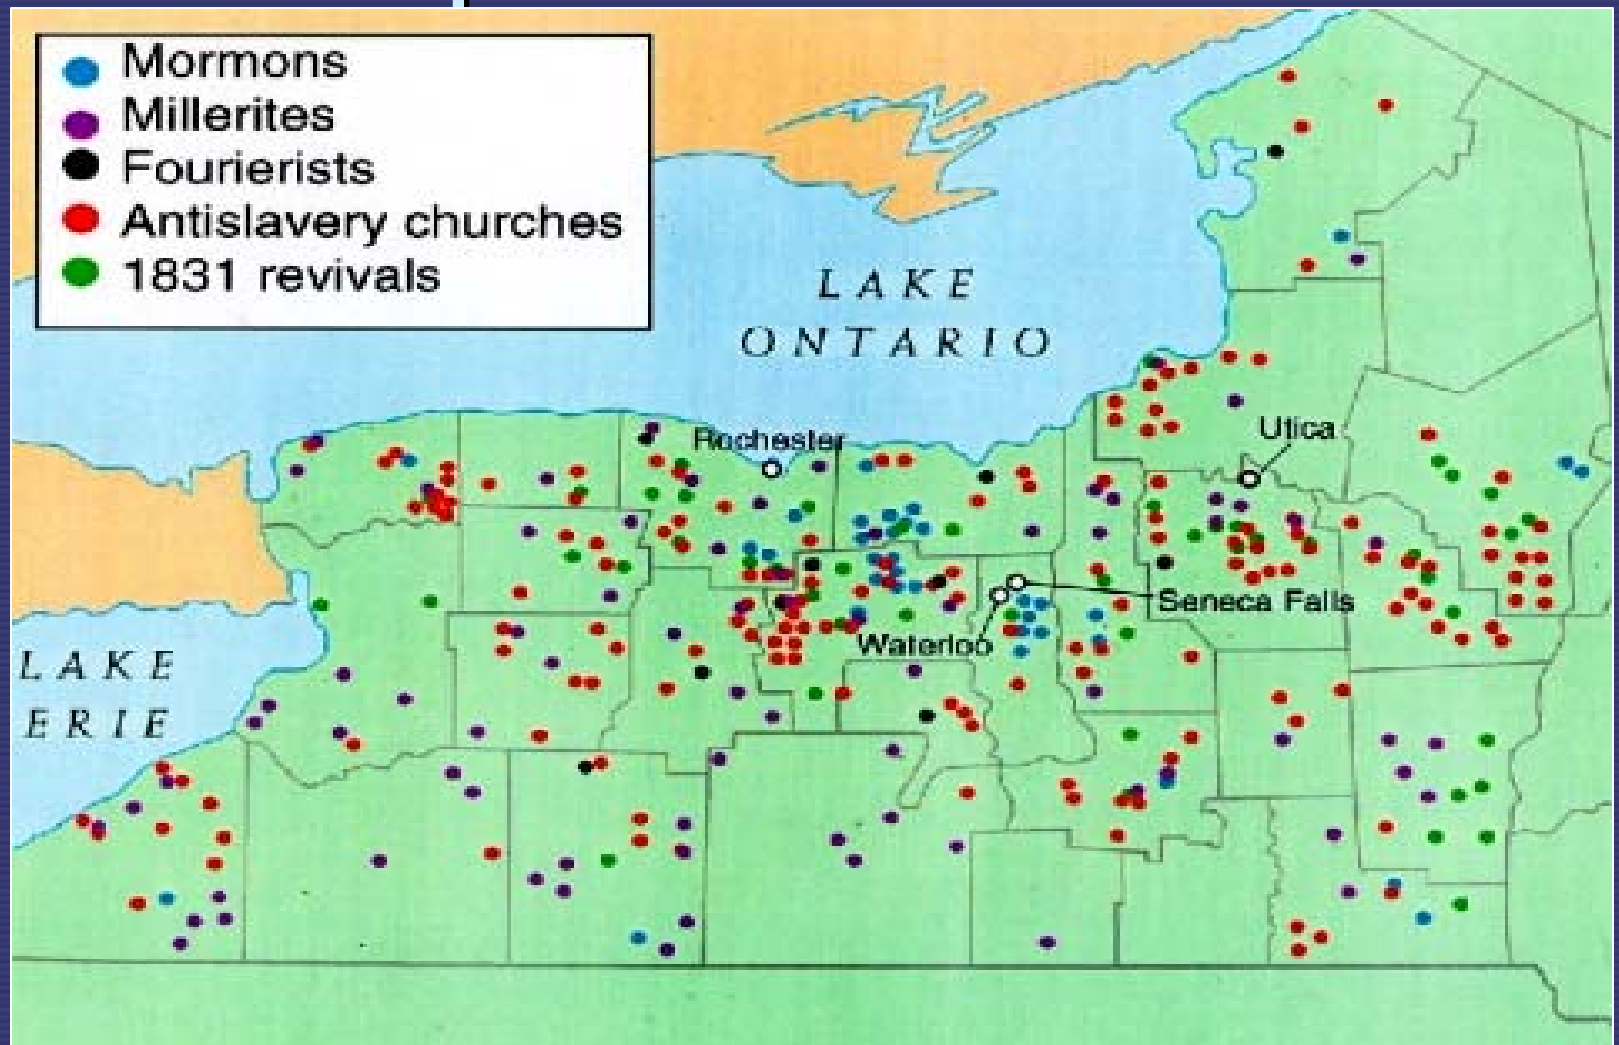 Mormons
Millerites
Fourierists
Antislavery churches
1831 revivals
LAKE
ONTARIO
Rochester
Utica
Seneca Falls
Waterloo
LAKE
ERIE